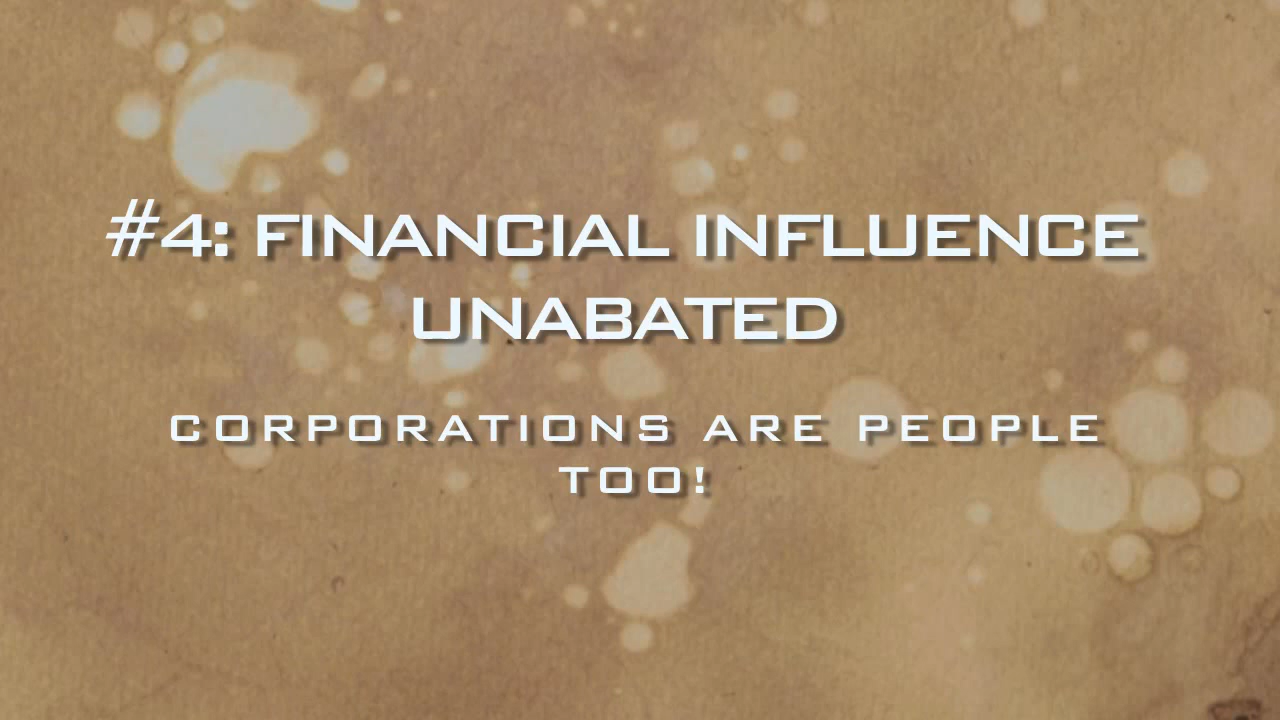 #4: FINANCIAL INFLUENCE
UNABATED
CORPORATIONS ARE PEOPLE
TOO!